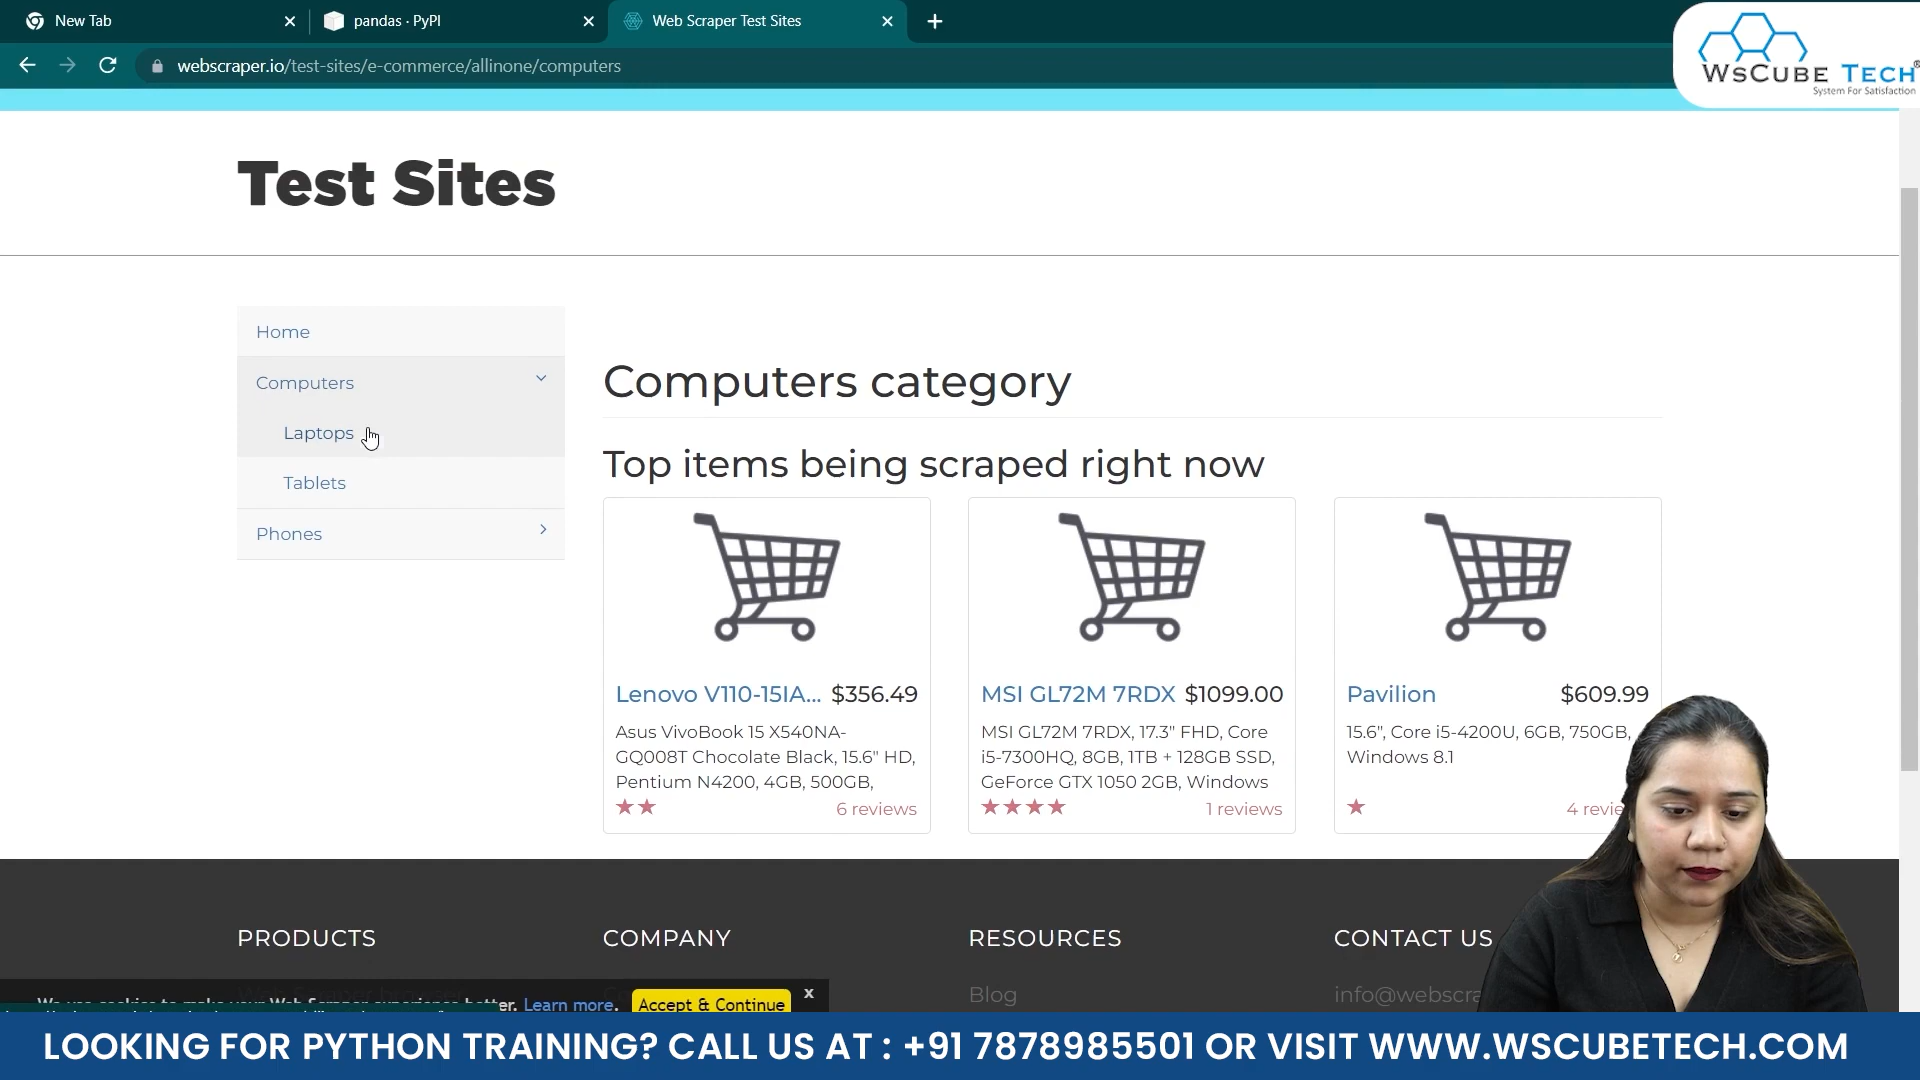 New Tab
pandas · PyPI
Web Scraper Test Sites
webscraper.io/test-sites/e-commerce/allinone/computers
WsCUBE TECH®
System For Satisfaction
Test Sites
Home
Computers
Laptops
Tablets
Phones
Computers category
Top items being scraped right now
Lenovo V110-15IA... $356.49
Asus VivoBook 15 X540NA-
GQ008T Chocolate Black, 15.6" HD,
Pentium N4200, 4GB, 500GB,
6 reviews
MSI GL72M 7RDX $1099.00
MSI GL72M 7RDX, 17.3" FHD, Core
i5-7300HQ, 8GB, 1TB + 128GB SSD,
GeForce GTX 1050 2GB, Windows
1 reviews
Pavilion $609.99
15.6", Core i5-4200U, 6GB, 750GB,
Windows 8.1
4 revie
PRODUCTS
COMPANY
RESOURCES
CONTACT US
Blog
info@webscra
We use cookies to make your Web Scraper experience better. Learn more. Accept & Continue
x
LOOKING FOR PYTHON TRAINING? CALL US AT : +91 7878985501 OR VISIT WWW.WSCUBETECH.COM